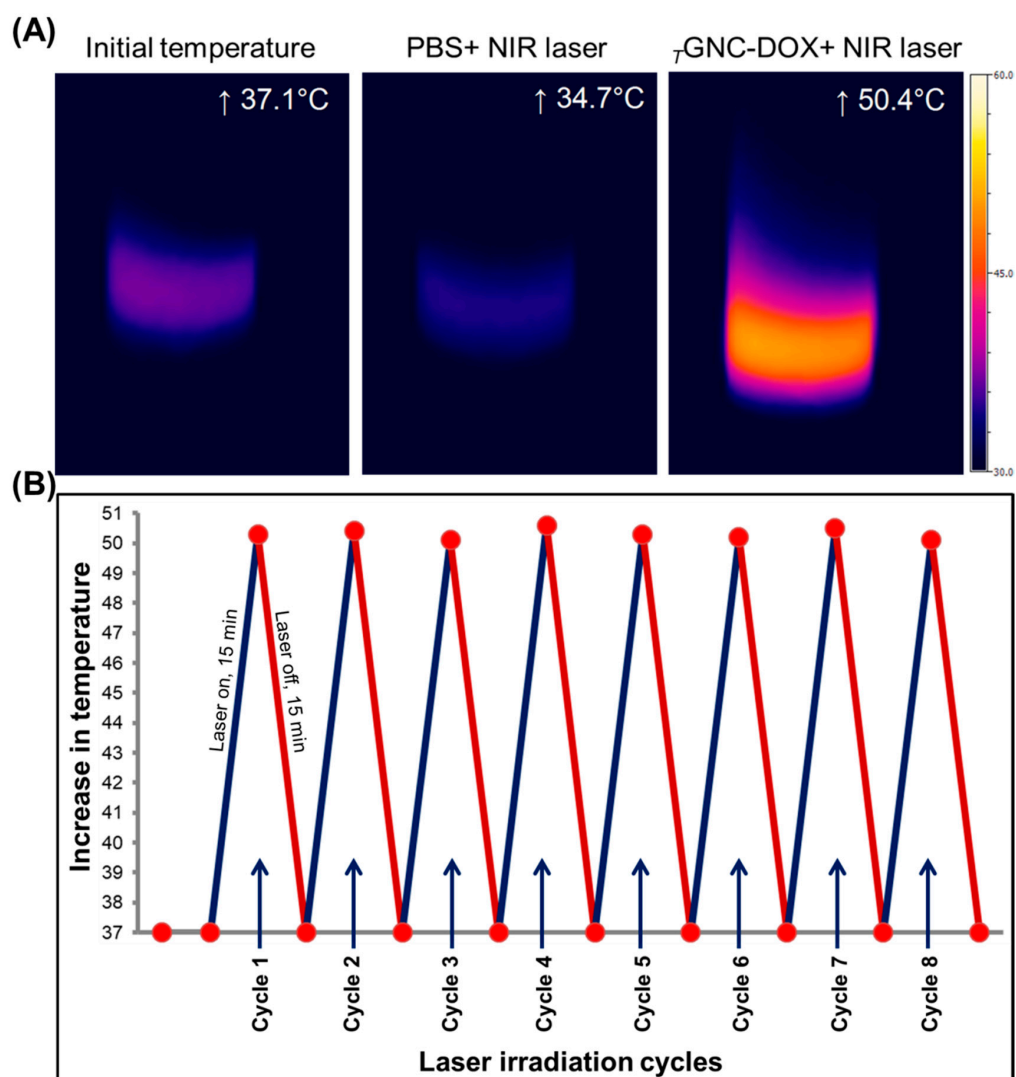 (A)
Initial temperature
PBS+ NIR laser
TGNC-DOX+ NIR laser
↑ 37.1°C
↑ 34.7°C
↑ 50.4°C
60.0
45.0
30.0
(B)
Increase in temperature
51
50
49
48
47
46
45
44
43
42
41
40
39
38
37
Laser on, 15 min
Laser off, 15 min
Cycle 1
Cycle 2
Cycle 3
Cycle 4
Cycle 5
Cycle 6
Cycle 7
Cycle 8
Laser irradiation cycles